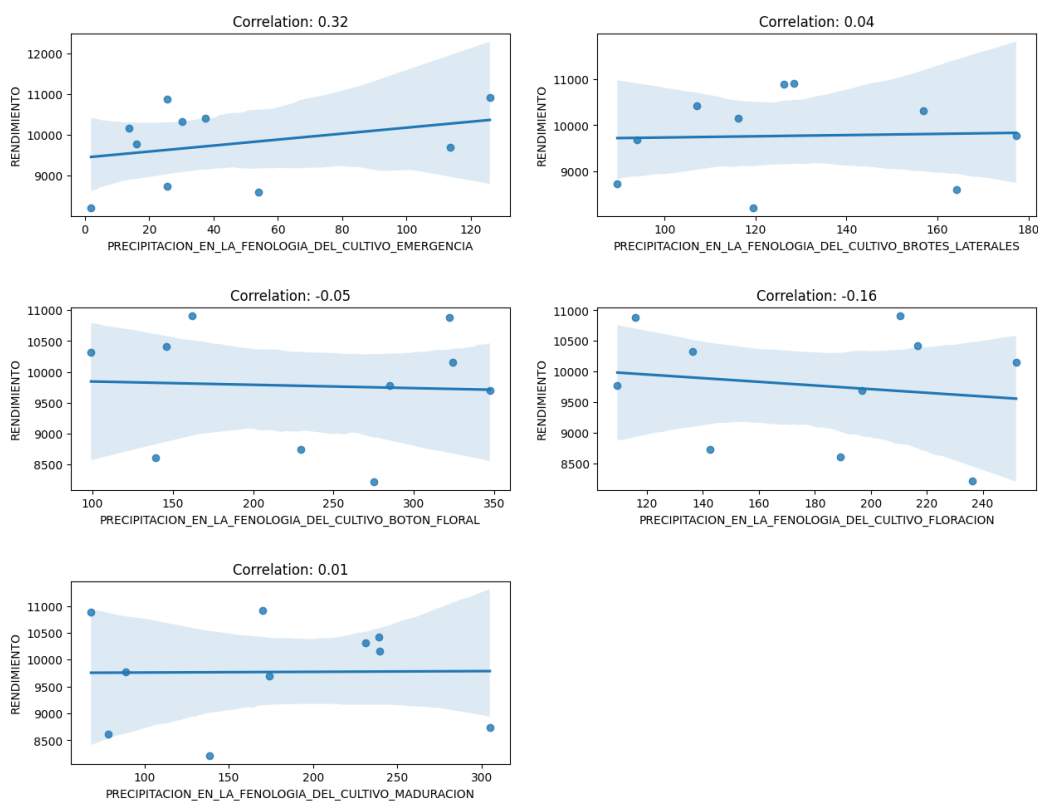 Correlation: 0.32
12000
11000
10000
9000
RENDIMIENTO
0 20 40 60 80 100 120
PRECIPITACION_EN_LA_FENOLOGIA_DEL_CULTIVO_EMERGENCIA
Correlation: 0.04
11000
10000
9000
RENDIMIENTO
100 120 140 160 180
PRECIPITACION_EN_LA_FENOLOGIA_DEL_CULTIVO_BROTES_LATERALES
Correlation: -0.05
11000
10500
10000
9500
9000
8500
RENDIMIENTO
100 150 200 250 300 350
PRECIPITACION_EN_LA_FENOLOGIA_DEL_CULTIVO_BOTON_FLORAL
Correlation: -0.16
11000
10500
10000
9500
9000
8500
RENDIMIENTO
120 140 160 180 200 220 240
PRECIPITACION_EN_LA_FENOLOGIA_DEL_CULTIVO_FLORACION
Correlation: 0.01
11000
10500
10000
9500
9000
8500
RENDIMIENTO
100 150 200 250 300
PRECIPITACION_EN_LA_FENOLOGIA_DEL_CULTIVO_MADURACION